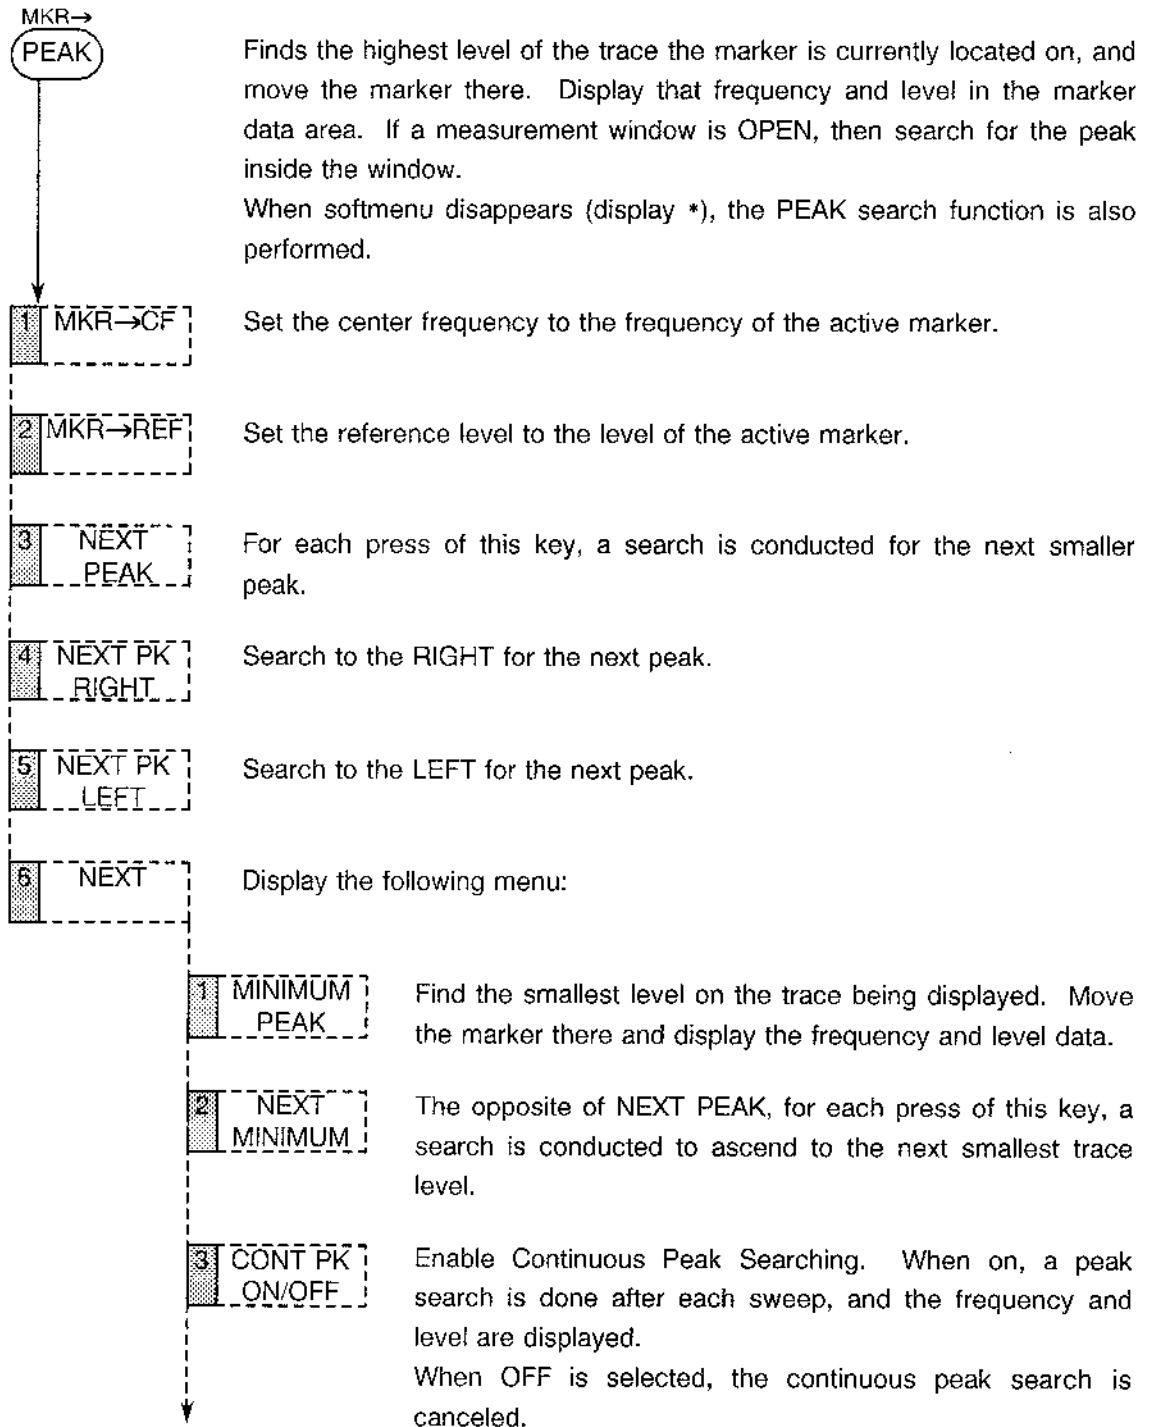 MKR→
PEAK
Finds the highest level of the trace the marker is currently located on, and
move the marker there. Display that frequency and level in the marker
data area. If a measurement window is OPEN, then search for the peak
inside the window.
When softmenu disappears (display *), the PEAK search function is also
performed.
1 MKR→CF
Set the center frequency to the frequency of the active marker.
2 MKR→REF
Set the reference level to the level of the active marker.
3 NEXT
PEAK
For each press of this key, a search is conducted for the next smaller
peak.
4 NEXT PK
RIGHT
Search to the RIGHT for the next peak.
5 NEXT PK
LEFT
Search to the LEFT for the next peak.
6 NEXT
Display the following menu:
1 MINIMUM
PEAK
Find the smallest level on the trace being displayed. Move
the marker there and display the frequency and level data.
2 NEXT
MINIMUM
The opposite of NEXT PEAK, for each press of this key, a
search is conducted to ascend to the next smallest trace
level.
3 CONT PK
ON/OFF
Enable Continuous Peak Searching. When on, a peak
search is done after each sweep, and the frequency and
level are displayed.
When OFF is selected, the continuous peak search is
canceled.